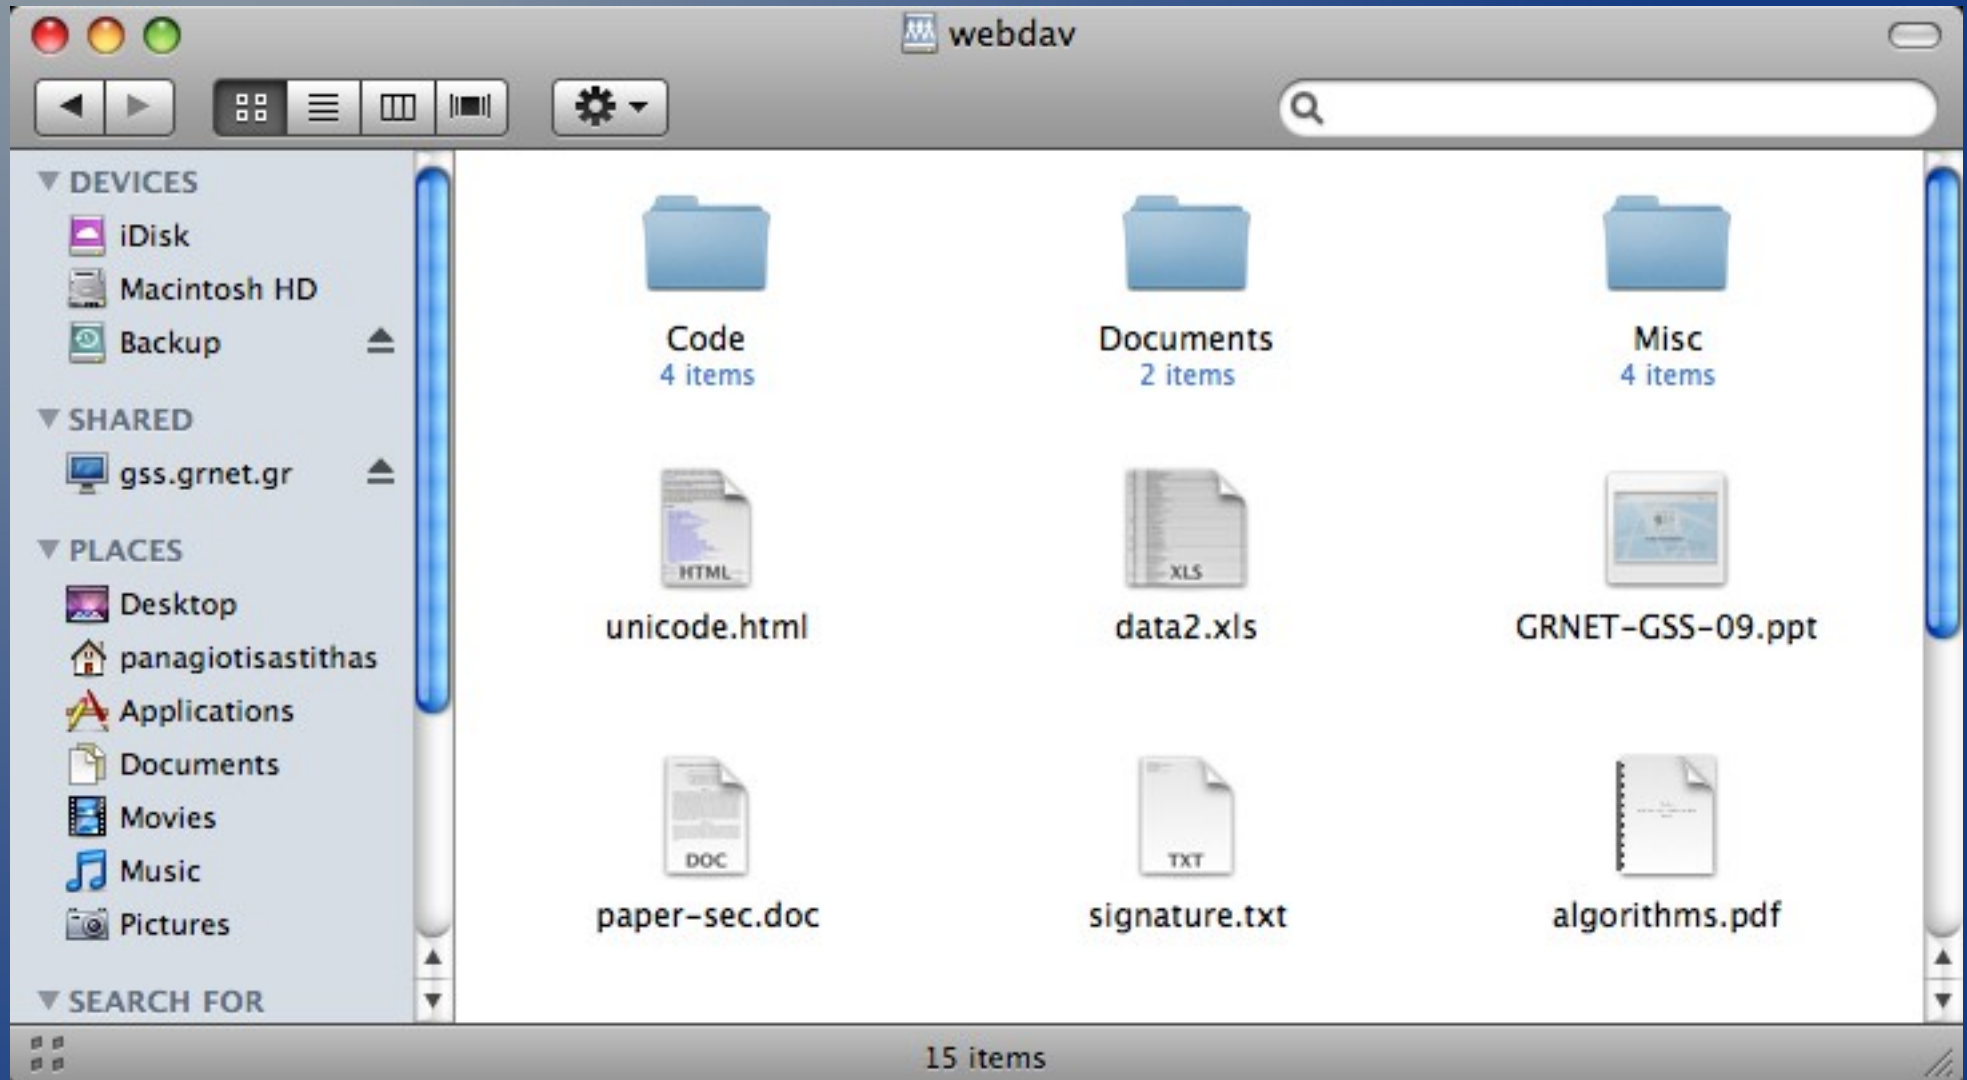 webdav
DEVICES
iDisk
Macintosh HD
Backup
SHARED
gss.grnet.gr
PLACES
Desktop
panagiotisastithas
Applications
Documents
Movies
Music
Pictures
SEARCH FOR
Code
4 items
Documents
2 items
Misc
4 items
HTML
unicode.html
XLS
data2.xls
GRNET-GSS-09.ppt
DOC
paper-sec.doc
TXT
signature.txt
algorithms.pdf
15 items